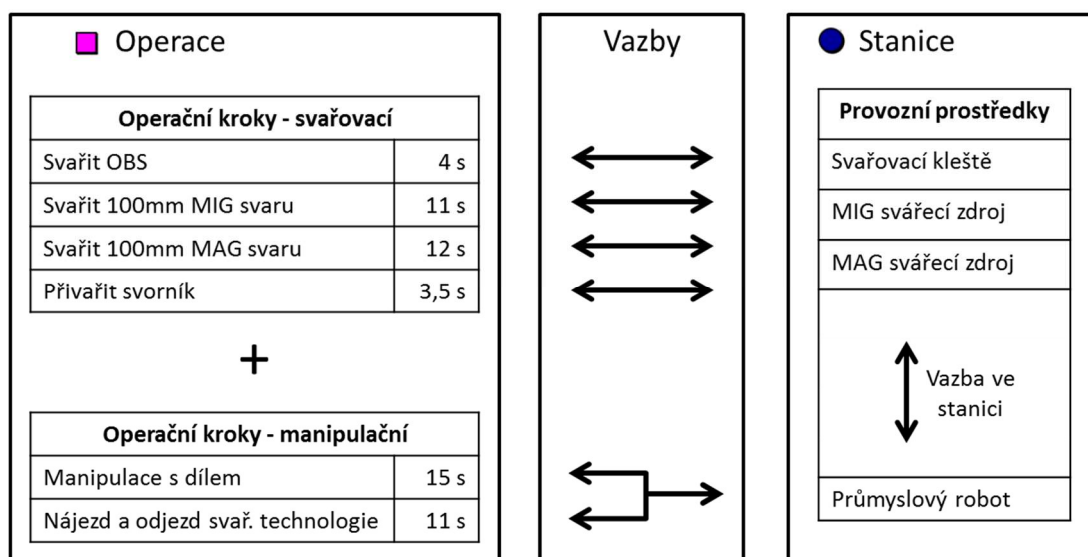 Operace
Operační kroky - svařovací
Svařit OBS 4 s
Svařit 100mm MIG svaru 11 s
Svařit 100mm MAG svaru 12 s
Přivařit svorník 3,5 s
+
Operační kroky - manipulační
Manipulace s dílem 15 s
Nájezd a odjezd svař. technologie 11 s
Vazby
Stanice
Provozní prostředky
Svařovací kleště
MIG svářecí zdroj
MAG svářecí zdroj
Vazba ve
stanici
Průmyslový robot